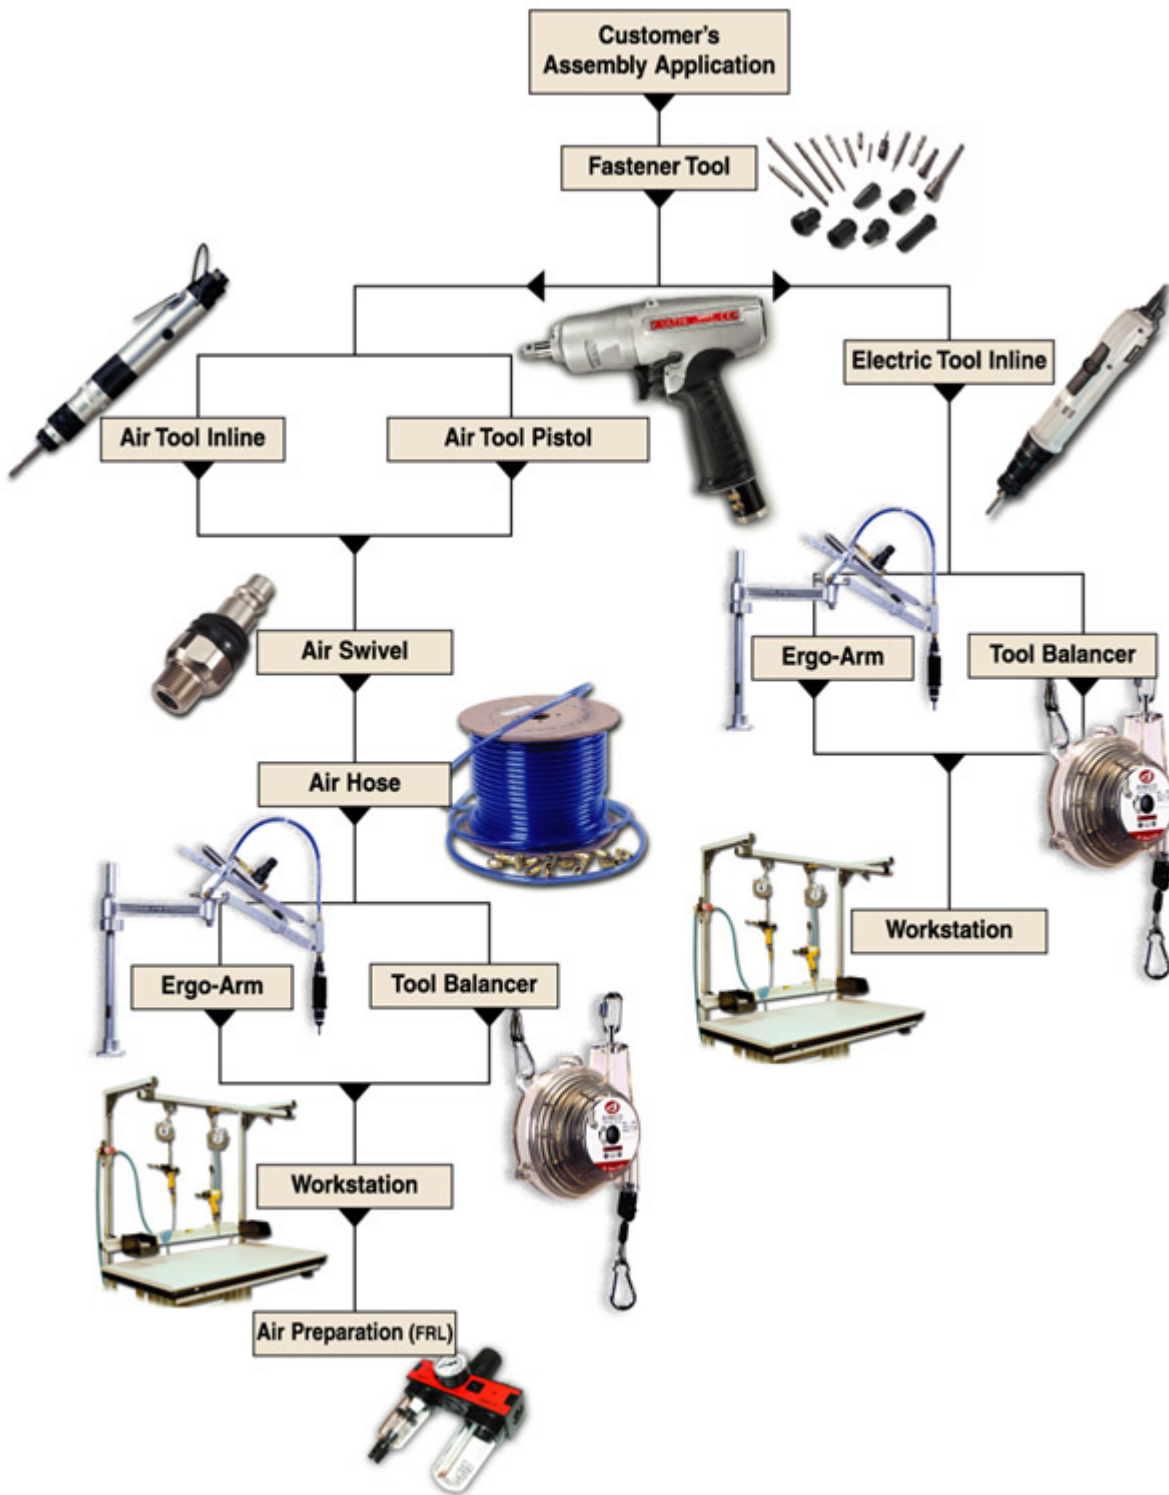 Customer's
Assembly Application
Fastener Tool
Electric Tool Inline
Air Tool Inline
Air Tool Pistol
Air Swivel
Ergo-Arm
Tool Balancer
Air Hose
Workstation
Ergo-Arm
Tool Balancer
Workstation
Air Preparation (FRL)